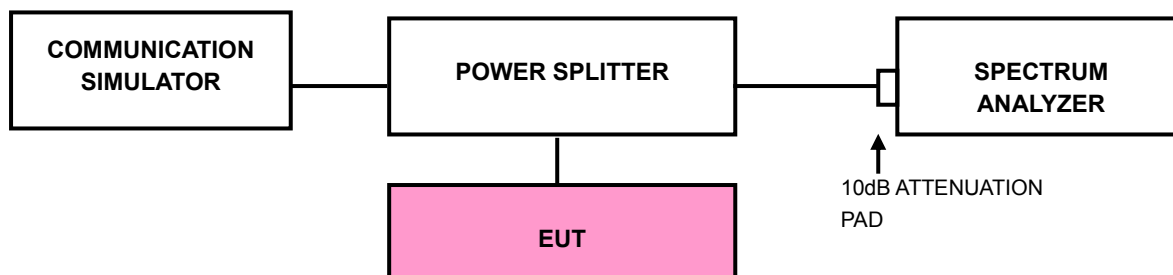 COMMUNICATION
SIMULATOR
POWER SPLITTER
SPECTRUM
ANALYZER
10dB ATTENUATION
PAD
EUT